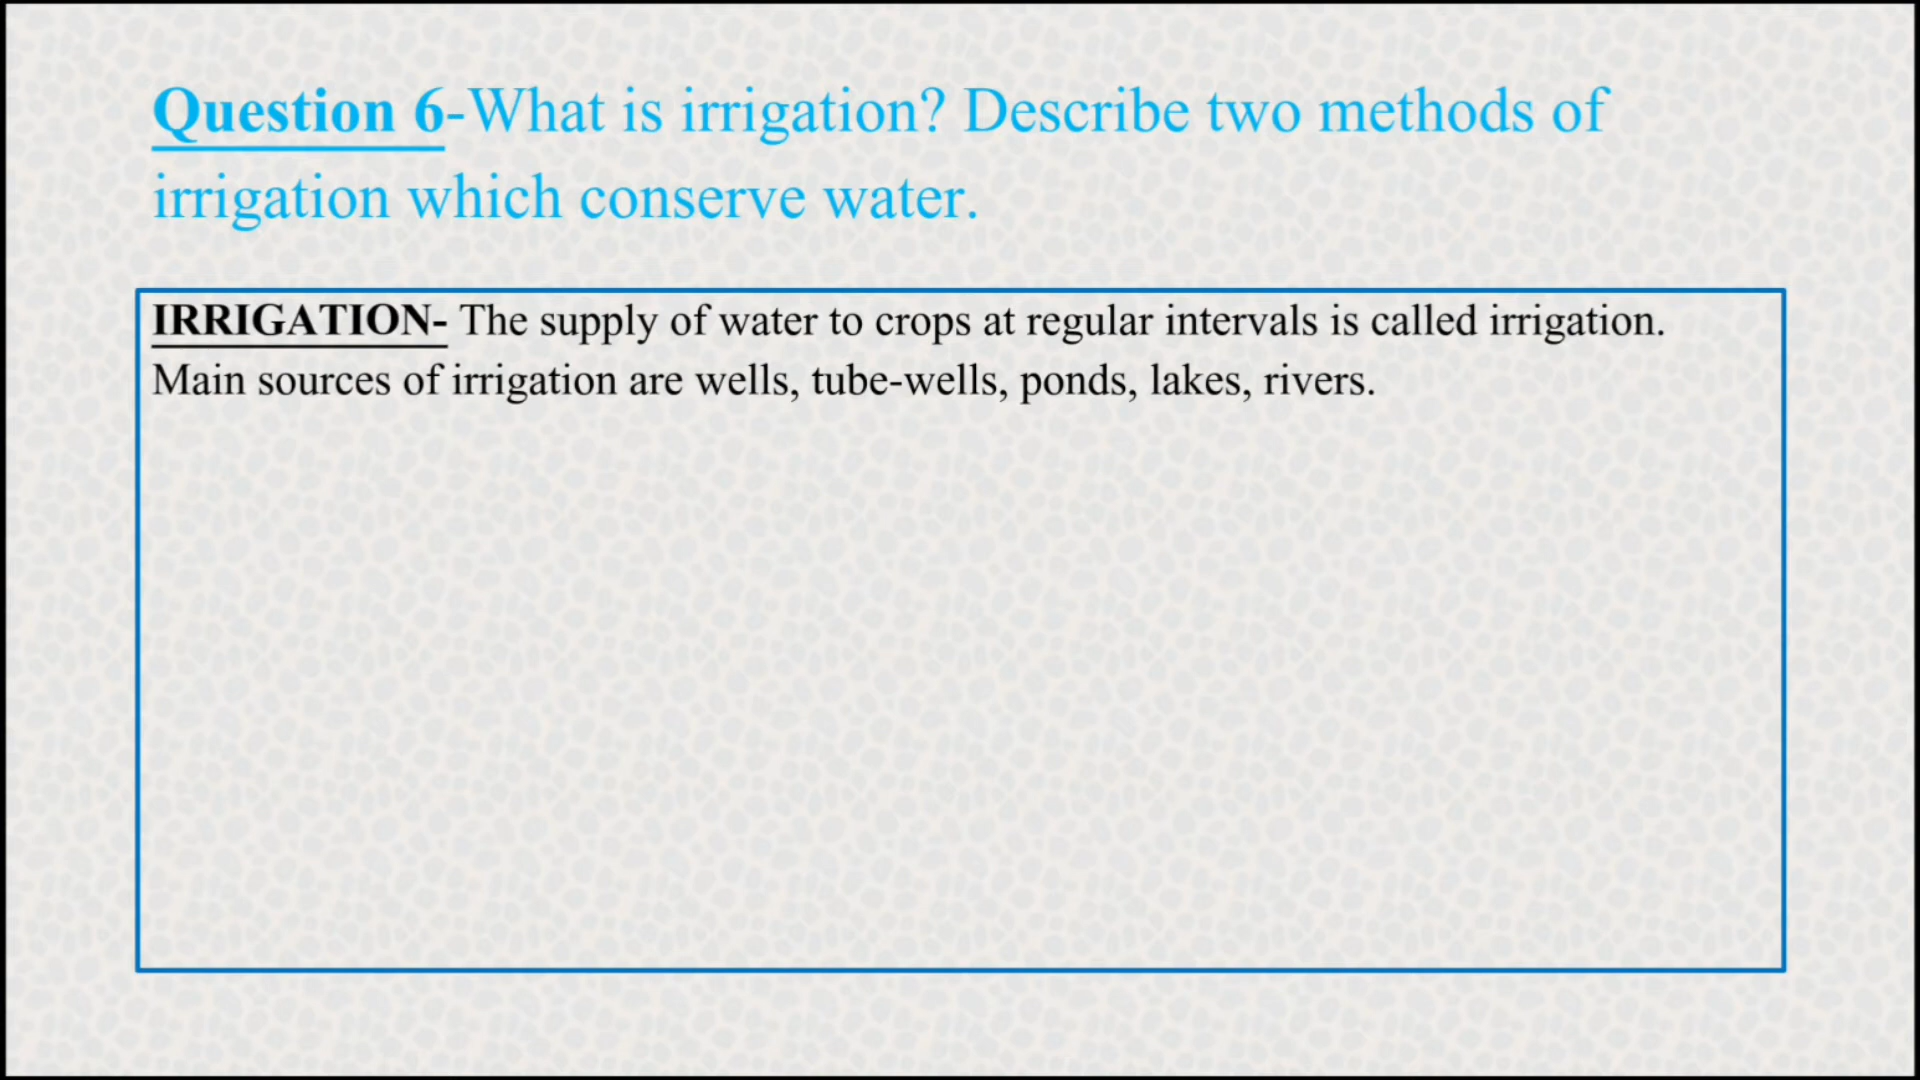 Question 6-What is irrigation? Describe two methods of
irrigation which conserve water.
IRRIGATION- The supply of water to crops at regular intervals is called irrigation.
Main sources of irrigation are wells, tube-wells, ponds, lakes, rivers.